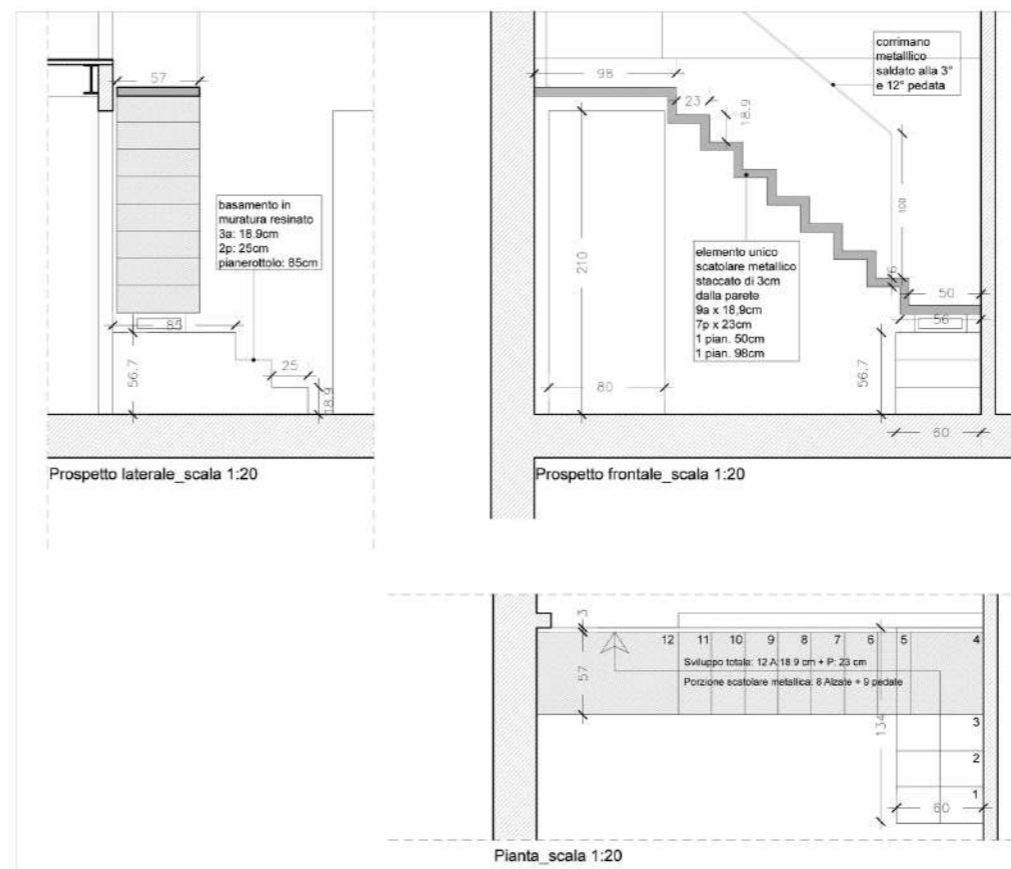 57
basamento in
muratura resinato
3a: 18.9cm
2p: 25cm
pianerottolo: 85cm
85
56.7
25
18.9
Prospetto laterale_scala 1:20
corrimano
metallico
saldato alla 3°
e 12° pedata
98
23
18.9
210
100
elemento unico
scatolare metallico
staccato di 3cm
dalla parete
9a x 18,9cm
7p x 23cm
1 pian. 50cm
1 pian. 98cm
6
50
56
56.7
80
60
Prospetto frontale_scala 1:20
3
12 11 10 9 8 7 6 5 4
Sviluppo totale: 12 A:18.9 cm + P: 23 cm
Porzione scatolare metallica: 8 Alzate + 9 pedate
57
134
3
2
1
60
Pianta_scala 1:20